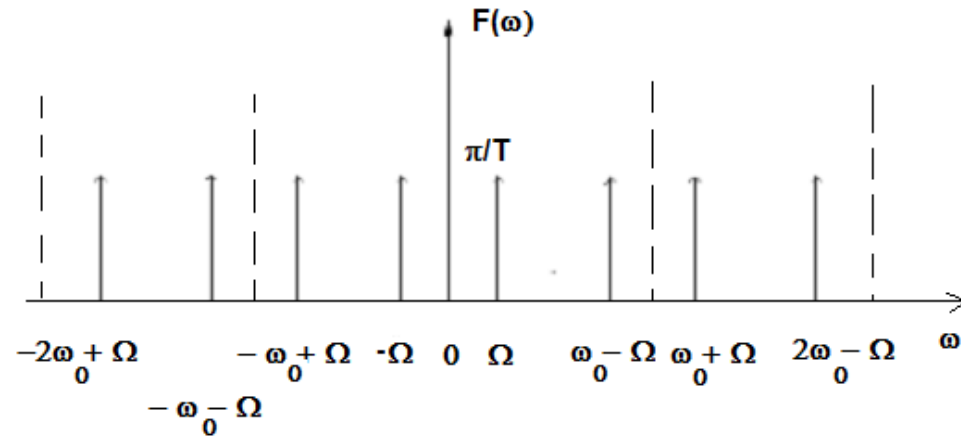 F(ω)
π/T
−2ω₀ + Ω − ω₀ + Ω -Ω 0 Ω ω₀ − Ω ω₀ + Ω 2ω₀ − Ω ω
− ω₀ − Ω